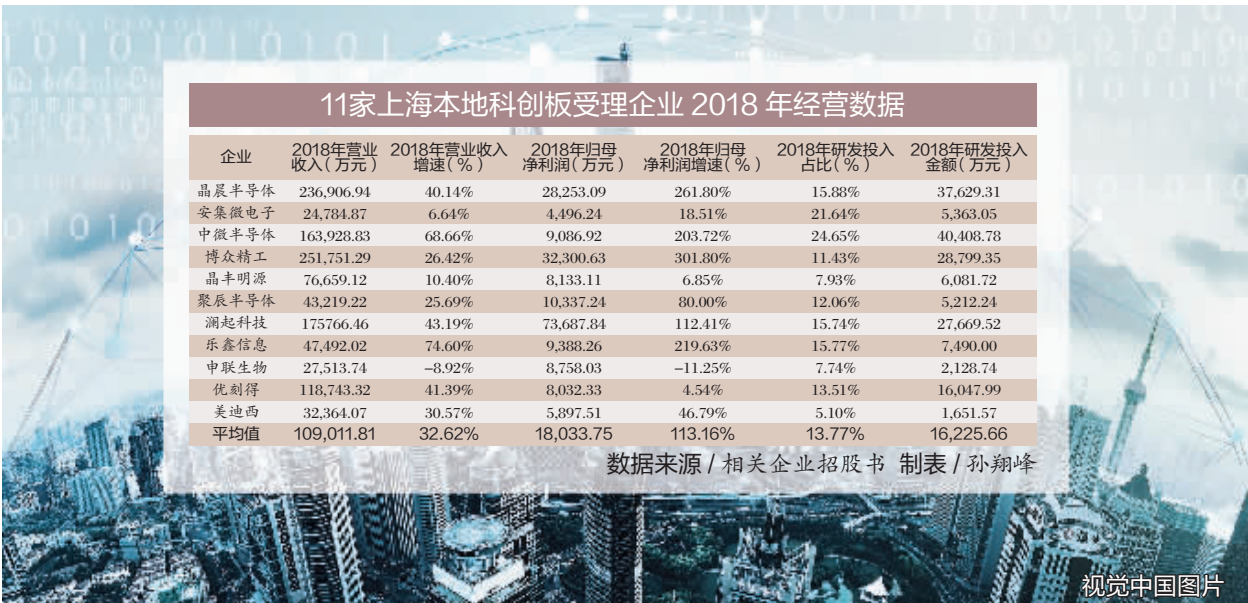 11家上海本地科创板受理企业 2018 年经营数据
企业 2018年营业收入(万元) 2018年营业收入增速(%) 2018年归母净利润(万元) 2018年归母净利润增速(%) 2018年研发投入占比(%) 2018年研发投入金额(万元)
晶晨半导体 236,906.94 40.14% 28,253.09 261.80% 15.88% 37,629.31
安集微电子 24,784.87 6.64% 4,496.24 18.51% 21.64% 5,363.05
中微半导体 163,928.83 68.66% 9,086.92 203.72% 24.65% 40,408.78
博众精工 251,751.29 26.42% 32,300.63 301.80% 11.43% 28,799.35
晶丰明源 76,659.12 10.40% 8,133.11 6.85% 7.93% 6,081.72
聚辰半导体 43,219.22 25.69% 10,337.24 80.00% 12.06% 5,212.24
澜起科技 175766.46 43.19% 73,687.84 112.41% 15.74% 27,669.52
乐鑫信息 47,492.02 74.60% 9,388.26 219.63% 15.77% 7,490.00
申联生物 27,513.74 –8.92% 8,758.03 –11.25% 7.74% 2,128.74
优刻得 118,743.32 41.39% 8,032.33 4.54% 13.51% 16,047.99
美迪西 32,364.07 30.57% 5,897.51 46.79% 5.10% 1,651.57
平均值 109,011.81 32.62% 18,033.75 113.16% 13.77% 16,225.66
数据来源 / 相关企业招股书 制表 / 孙翔峰
视觉中国图片